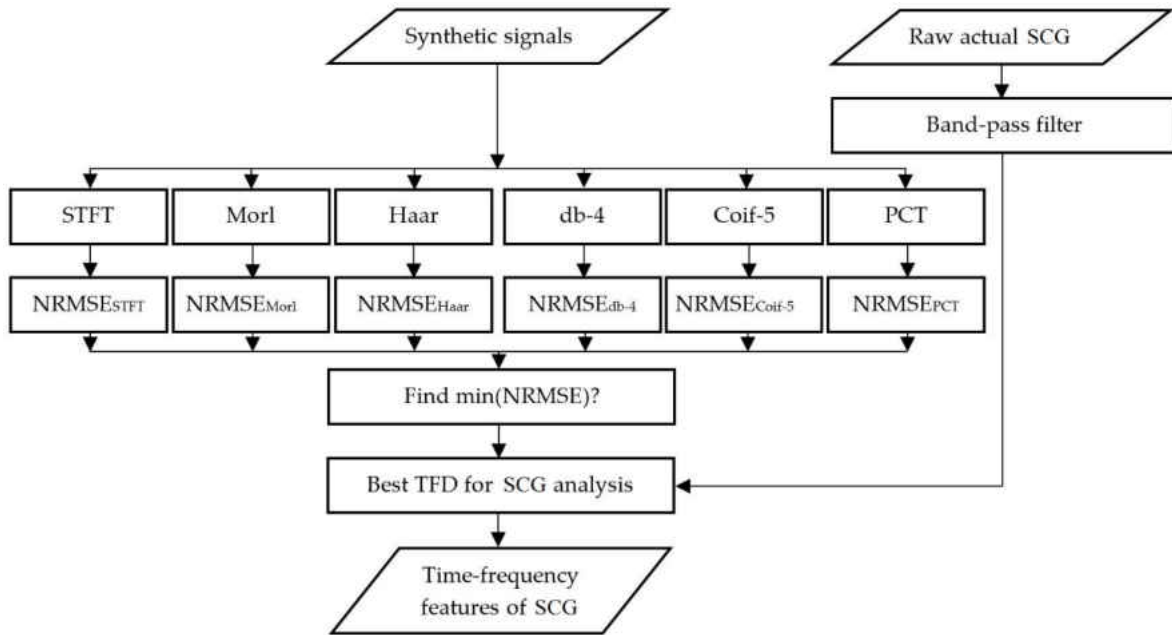 Synthetic signals
Raw actual SCG
Band-pass filter
STFT
Morl
Haar
db-4
Coif-5
PCT
NRMSESTFT
NRMSEMorl
NRMSEHaar
NRMSEdb-4
NRMSECoif-5
NRMSEPCT
Find min(NRMSE)?
Best TFD for SCG analysis
Time-frequency
features of SCG